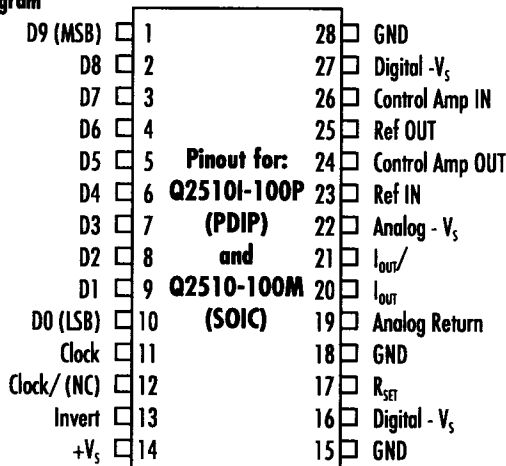 gram
D9 (MSB) 1 28 GND
D8 2 27 Digital -Vs
D7 3 26 Control Amp IN
D6 4 25 Ref OUT
D5 5 Pinout for: 24 Control Amp OUT
D4 6 Q2510I-100P 23 Ref IN
D3 7 (PDIP) 22 Analog - Vs
D2 8 and 21 IOUT/
D1 9 Q2510-100M 20 IOUT
D0 (LSB) 10 (SOIC) 19 Analog Return
Clock 11 18 GND
Clock/ (NC) 12 17 RSET
Invert 13 16 Digital - Vs
+Vs 14 15 GND